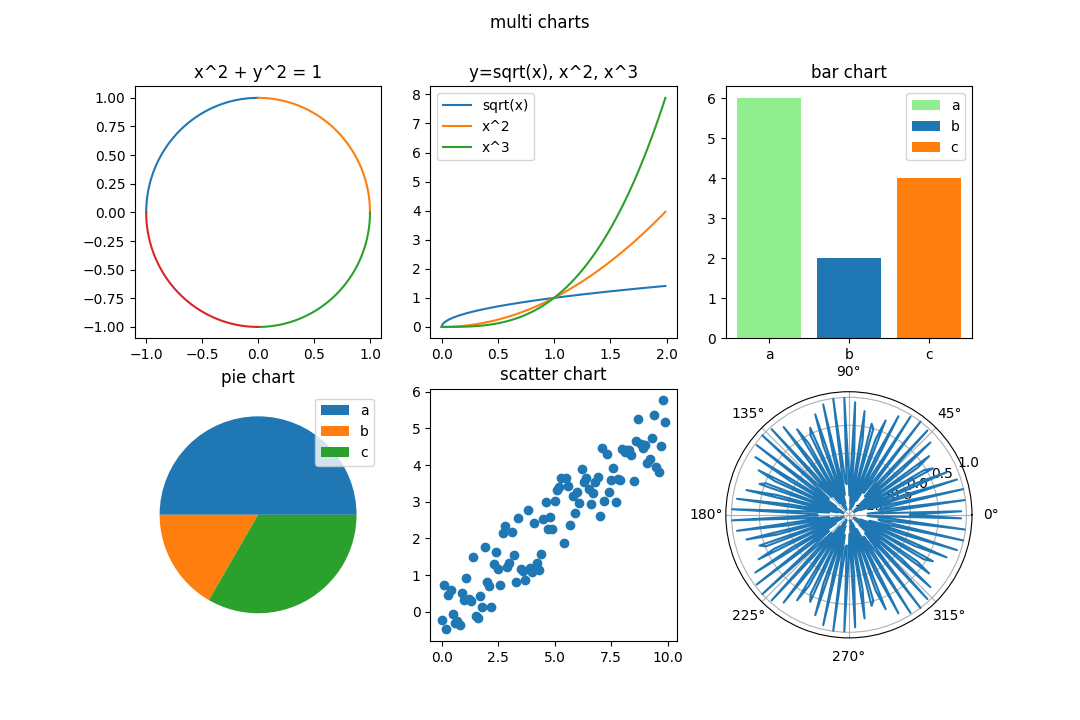 multi charts
x^2 + y^2 = 1
1.00
0.75
0.50
0.25
0.00
−0.25
−0.50
−0.75
−1.00
−1.0 −0.5 0.0 0.5 1.0
y=sqrt(x), x^2, x^3
sqrt(x)
x^2
x^3
8
7
6
5
4
3
2
1
0
0.0 0.5 1.0 1.5 2.0
bar chart
a
b
c
6
5
4
3
2
1
0
a b c
pie chart
a
b
c
scatter chart
6
5
4
3
2
1
0
0.0 2.5 5.0 7.5 10.0
90°
135° 45°
1.0
0.5
0.0
180° 0°
225° 315°
270°